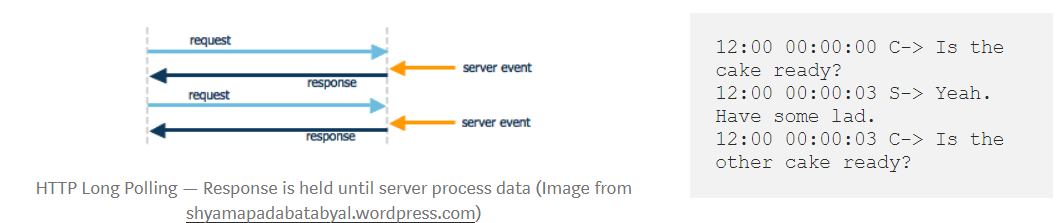 request
server event
response
request
server event
response
HTTP Long Polling — Response is held until server process data (Image from
shyamapadabatabyal.wordpress.com)
12:00 00:00:00 C-> Is the
cake ready?
12:00 00:00:03 S-> Yeah.
Have some lad.
12:00 00:00:03 C-> Is the
other cake ready?